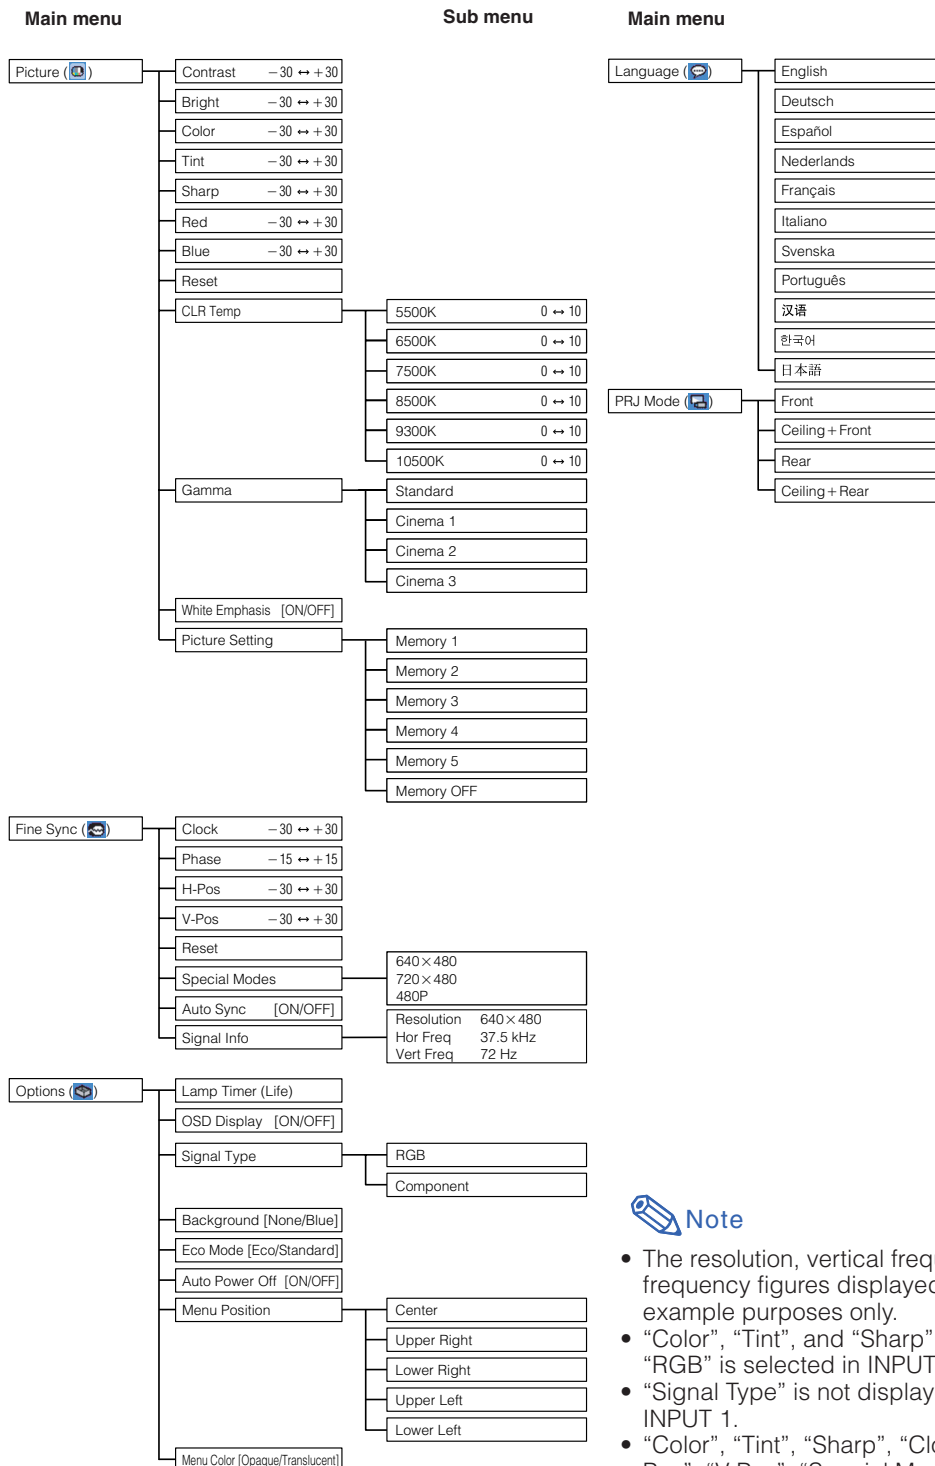 Main menu
Sub menu
Main menu
Picture ( )
Contrast −30 ↔ +30
Bright −30 ↔ +30
Color −30 ↔ +30
Tint −30 ↔ +30
Sharp −30 ↔ +30
Red −30 ↔ +30
Blue −30 ↔ +30
Reset
CLR Temp
5500K 0 ↔ 10
6500K 0 ↔ 10
7500K 0 ↔ 10
8500K 0 ↔ 10
9300K 0 ↔ 10
10500K 0 ↔ 10
Gamma
Standard
Cinema 1
Cinema 2
Cinema 3
White Emphasis [ON/OFF]
Picture Setting
Memory 1
Memory 2
Memory 3
Memory 4
Memory 5
Memory OFF
Fine Sync ( )
Clock −30 ↔ +30
Phase −15 ↔ +15
H-Pos −30 ↔ +30
V-Pos −30 ↔ +30
Reset
Special Modes
640×480
720×480
480P
Auto Sync [ON/OFF]
Signal Info
Resolution 640×480
Hor Freq 37.5 kHz
Vert Freq 72 Hz
Options ( )
Lamp Timer (Life)
OSD Display [ON/OFF]
Signal Type
RGB
Component
Background [None/Blue]
Eco Mode [Eco/Standard]
Auto Power Off [ON/OFF]
Menu Position
Center
Upper Right
Lower Right
Upper Left
Lower Left
Menu Color [Opaque/Translucent]
Language ( )
English
Deutsch
Español
Nederlands
Français
Italiano
Svenska
Português
汉语
한국어
日本語
PRJ Mode ( )
Front
Ceiling+Front
Rear
Ceiling+Rear
Note
• The resolution, vertical
frequency figures displayed
example purposes only.
• “Color”, “Tint”, and “Sharp”
“RGB” is selected in INPUT
• “Signal Type” is not
INPUT 1.
• “Color”, “Tint”, “Sharp”,